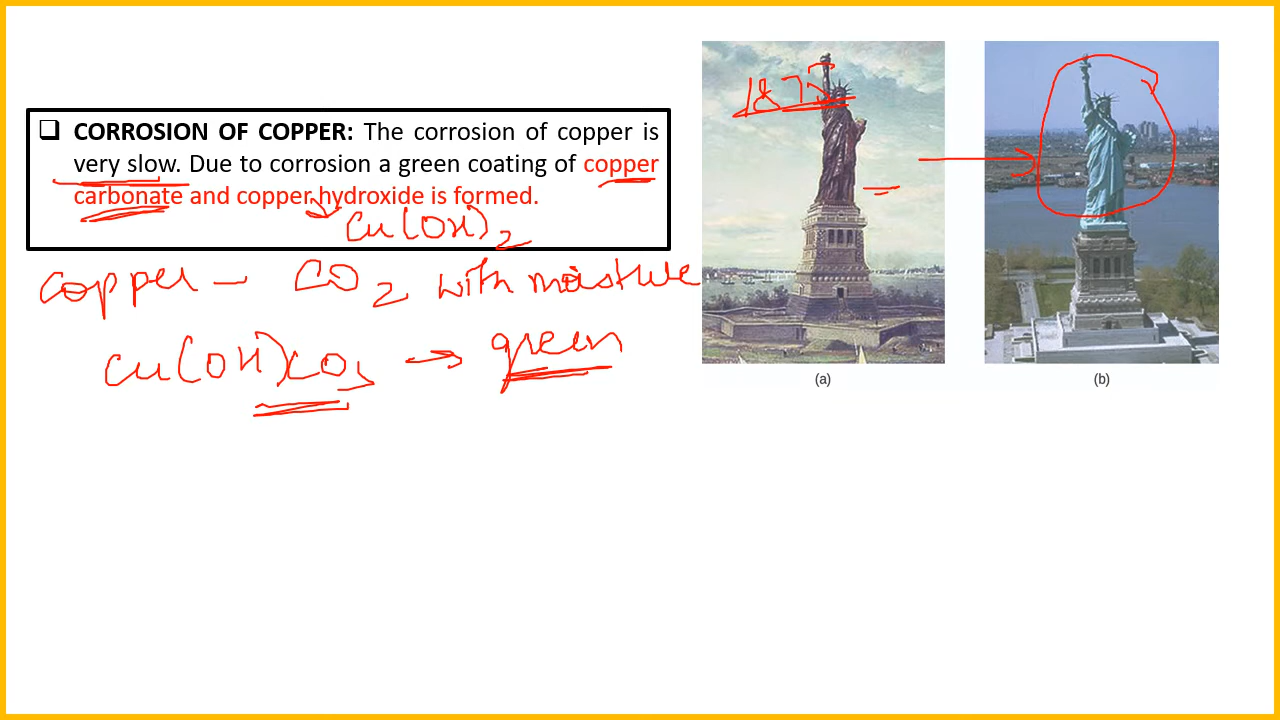 ❑ CORROSION OF COPPER: The corrosion of copper is
very slow. Due to corrosion a green coating of copper
carbonate and copper hydroxide is formed.
Cu(OH)2
Copper - CO2 with moisture
Cu(OH)CO3 → green
1875
(a)
(b)